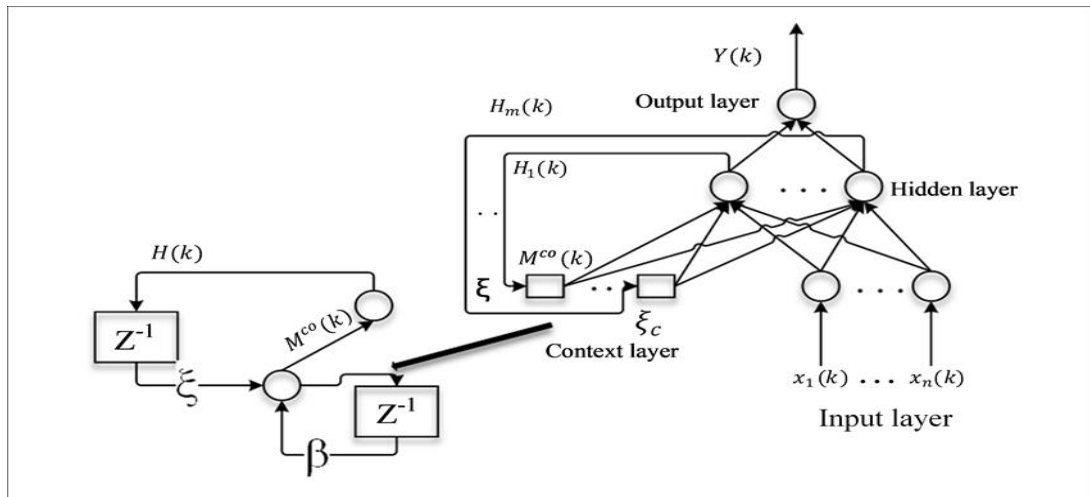 Y(k)
Output layer
H_m(k)
H_1(k)
. . .
Hidden layer
. .
M^{co}(k)
ξ
. . .
ξ_c
Context layer
. . .
x_1(k) . . . x_n(k)
Input layer
H(k)
Z^{-1}
M^{co}(k)
ξ
Z^{-1}
β